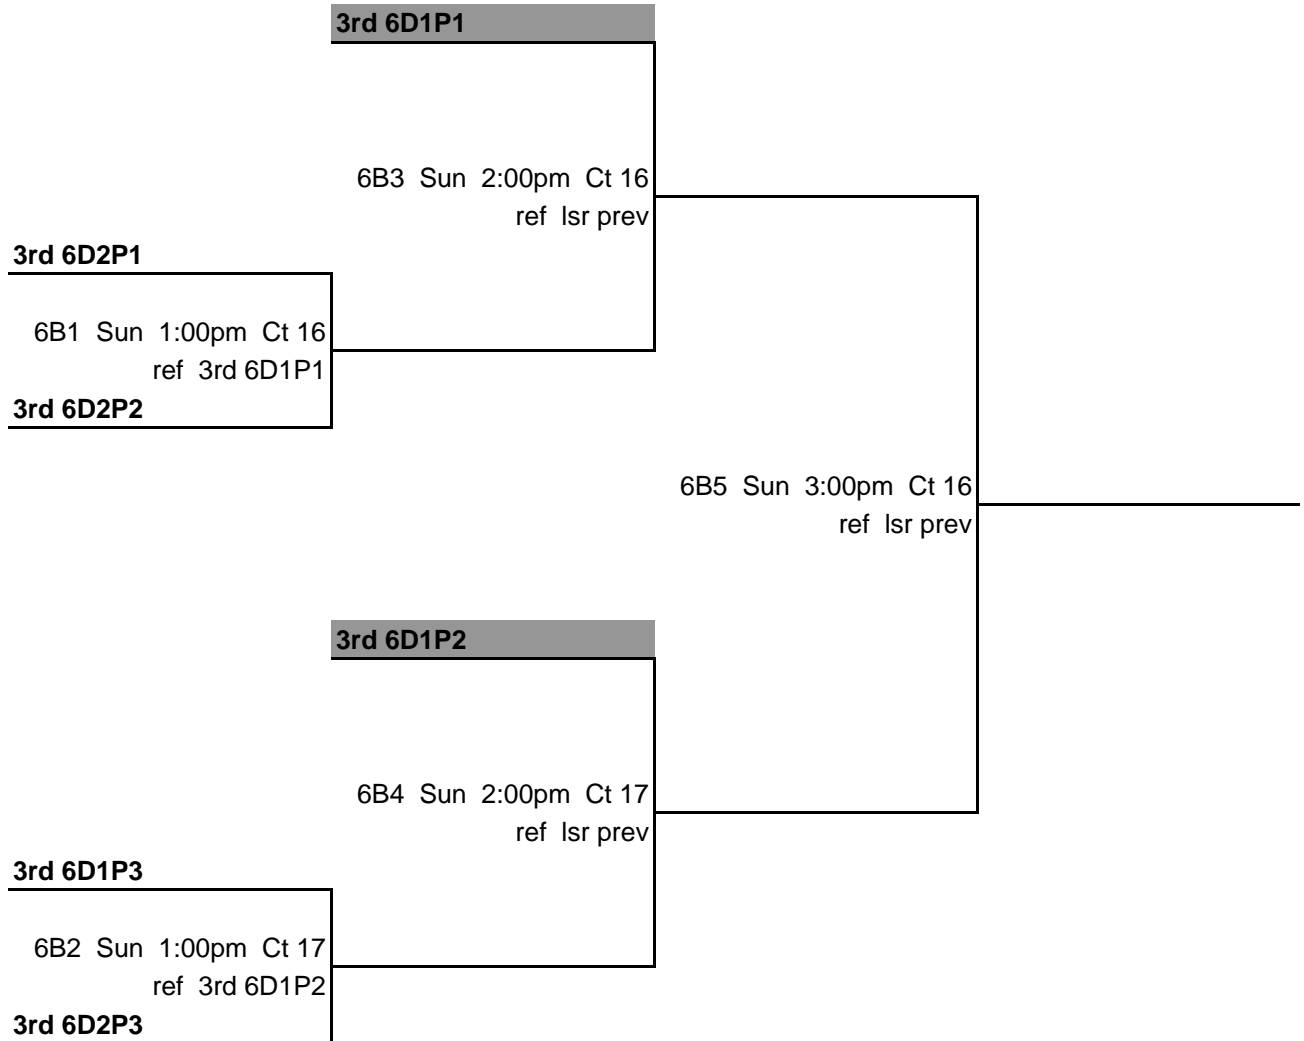 3rd 6D1P1
6B3 Sun 2:00pm Ct 16
ref lsr prev
3rd 6D2P1
6B1 Sun 1:00pm Ct 16
ref 3rd 6D1P1
3rd 6D2P2
6B5 Sun 3:00pm Ct 16
ref lsr prev
3rd 6D1P2
6B4 Sun 2:00pm Ct 17
ref lsr prev
3rd 6D1P3
6B2 Sun 1:00pm Ct 17
ref 3rd 6D1P2
3rd 6D2P3